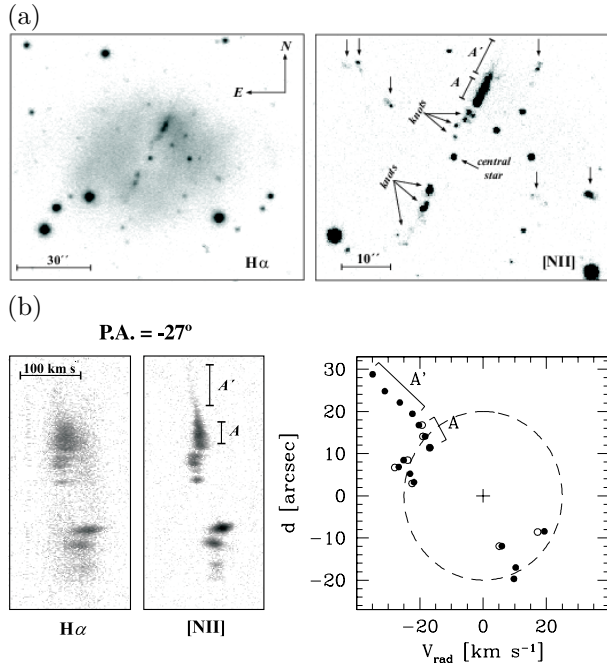 (a)
N
E
30´´
Hα
A´
A
knots
central
star
knots
10´´
[NII]
(b)
P.A. = -27º
100 km s
A´
A
Hα
[NII]
30
20
10
0
−10
−20
A'
A
d [arcsec]
−20
0
20
V_rad [km s⁻¹]